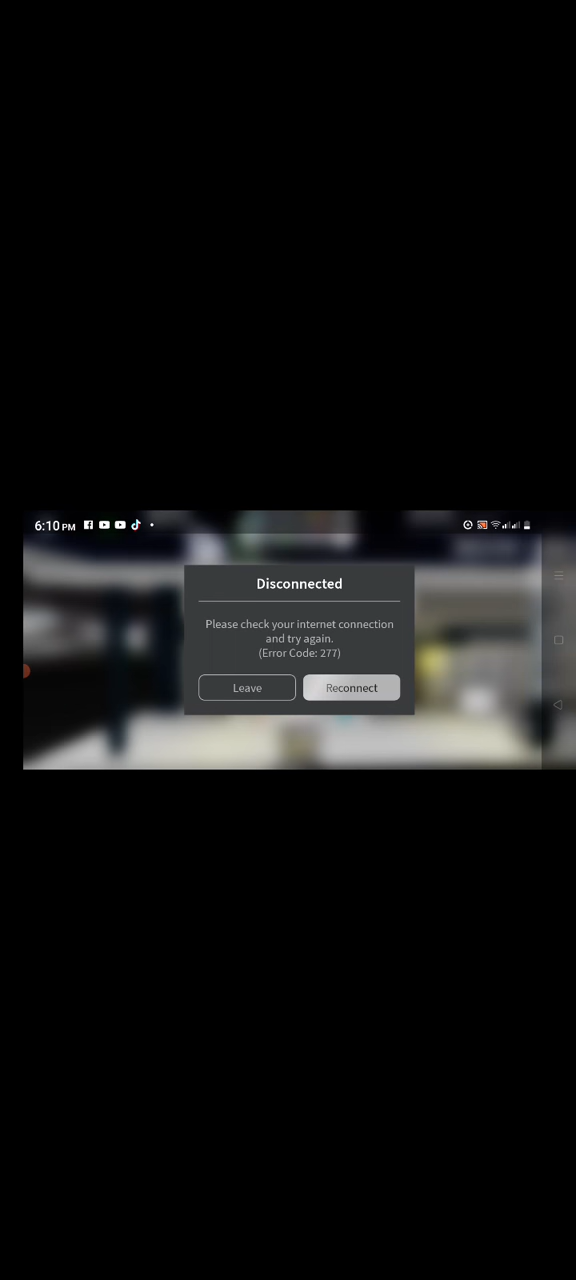 6:10 PM
Disconnected
Please check your internet connection
and try again.
(Error Code: 277)
Leave
Reconnect